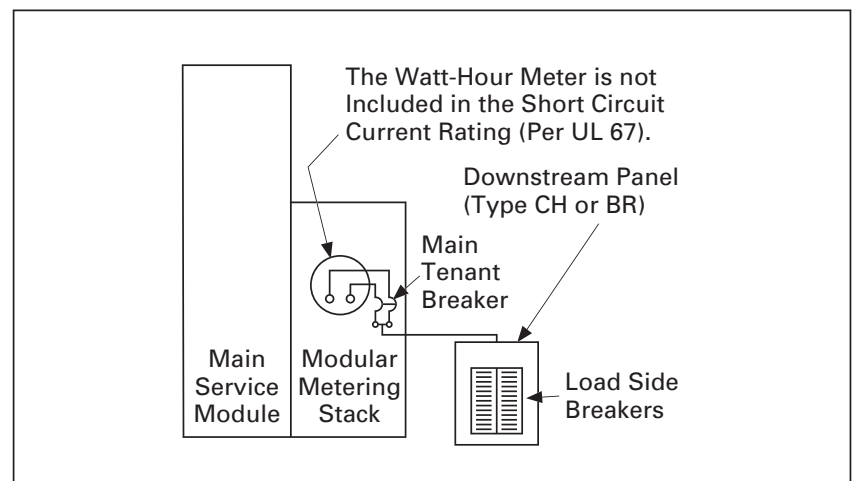 The Watt-Hour Meter is not
Included in the Short Circuit
Current Rating (Per UL 67).
Downstream Panel
(Type CH or BR)
Main
Tenant
Breaker
Main
Service
Module
Modular
Metering
Stack
Load Side
Breakers